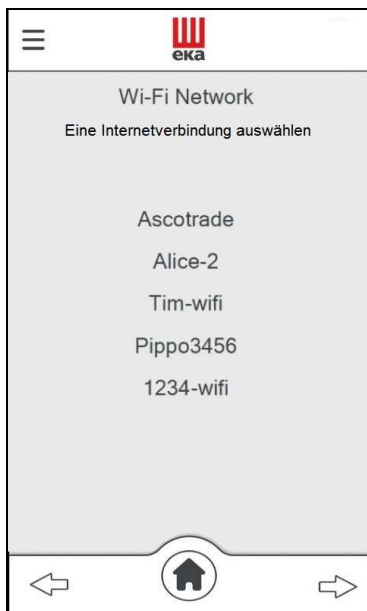 eka
Wi-Fi Network
Eine Internetverbindung auswählen
Ascotrade
Alice-2
Tim-wifi
Pippo3456
1234-wifi